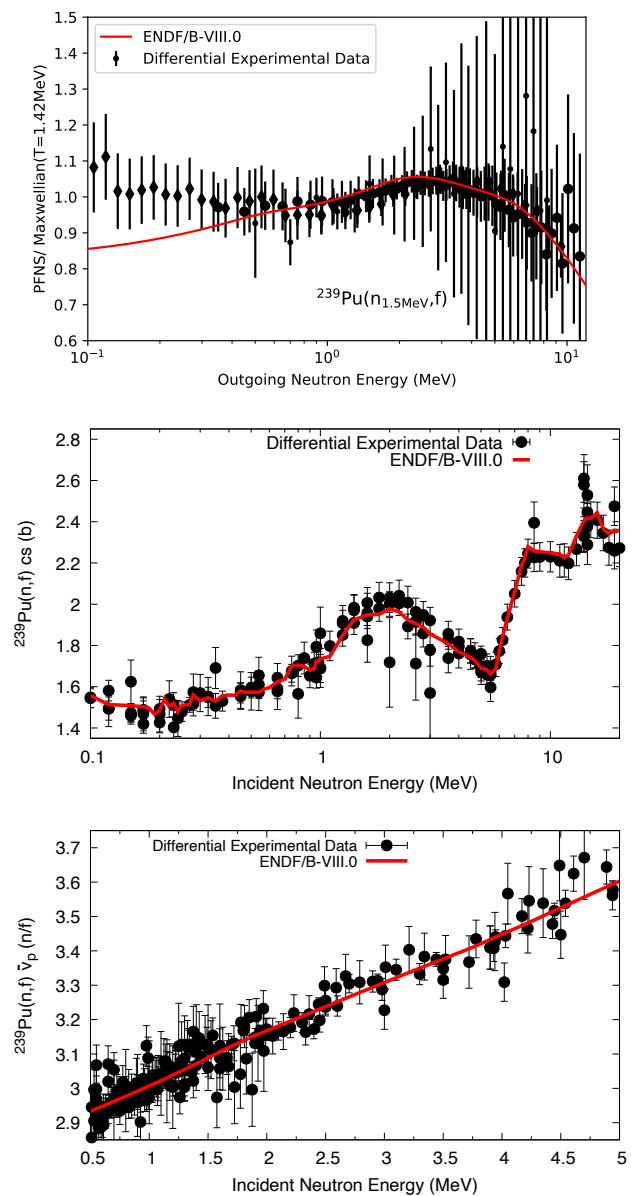 1.5
1.4
1.3
1.2
1.1
1.0
0.9
0.8
0.7
0.6
PFNS/ Maxwellian(T=1.42MeV)
ENDF/B-VIII.0
Differential Experimental Data
²³⁹Pu(n₁.₅MeV,f)
10⁻¹ 10⁰ 10¹
Outgoing Neutron Energy (MeV)
2.8
2.6
2.4
2.2
2
1.8
1.6
1.4
²³⁹Pu(n,f) cs (b)
Differential Experimental Data
ENDF/B-VIII.0
0.1 1 10
Incident Neutron Energy (MeV)
3.7
3.6
3.5
3.4
3.3
3.2
3.1
3
2.9
²³⁹Pu(n,f) ν̄ₚ (n/f)
Differential Experimental Data
ENDF/B-VIII.0
0.5 1 1.5 2 2.5 3 3.5 4 4.5 5
Incident Neutron Energy (MeV)